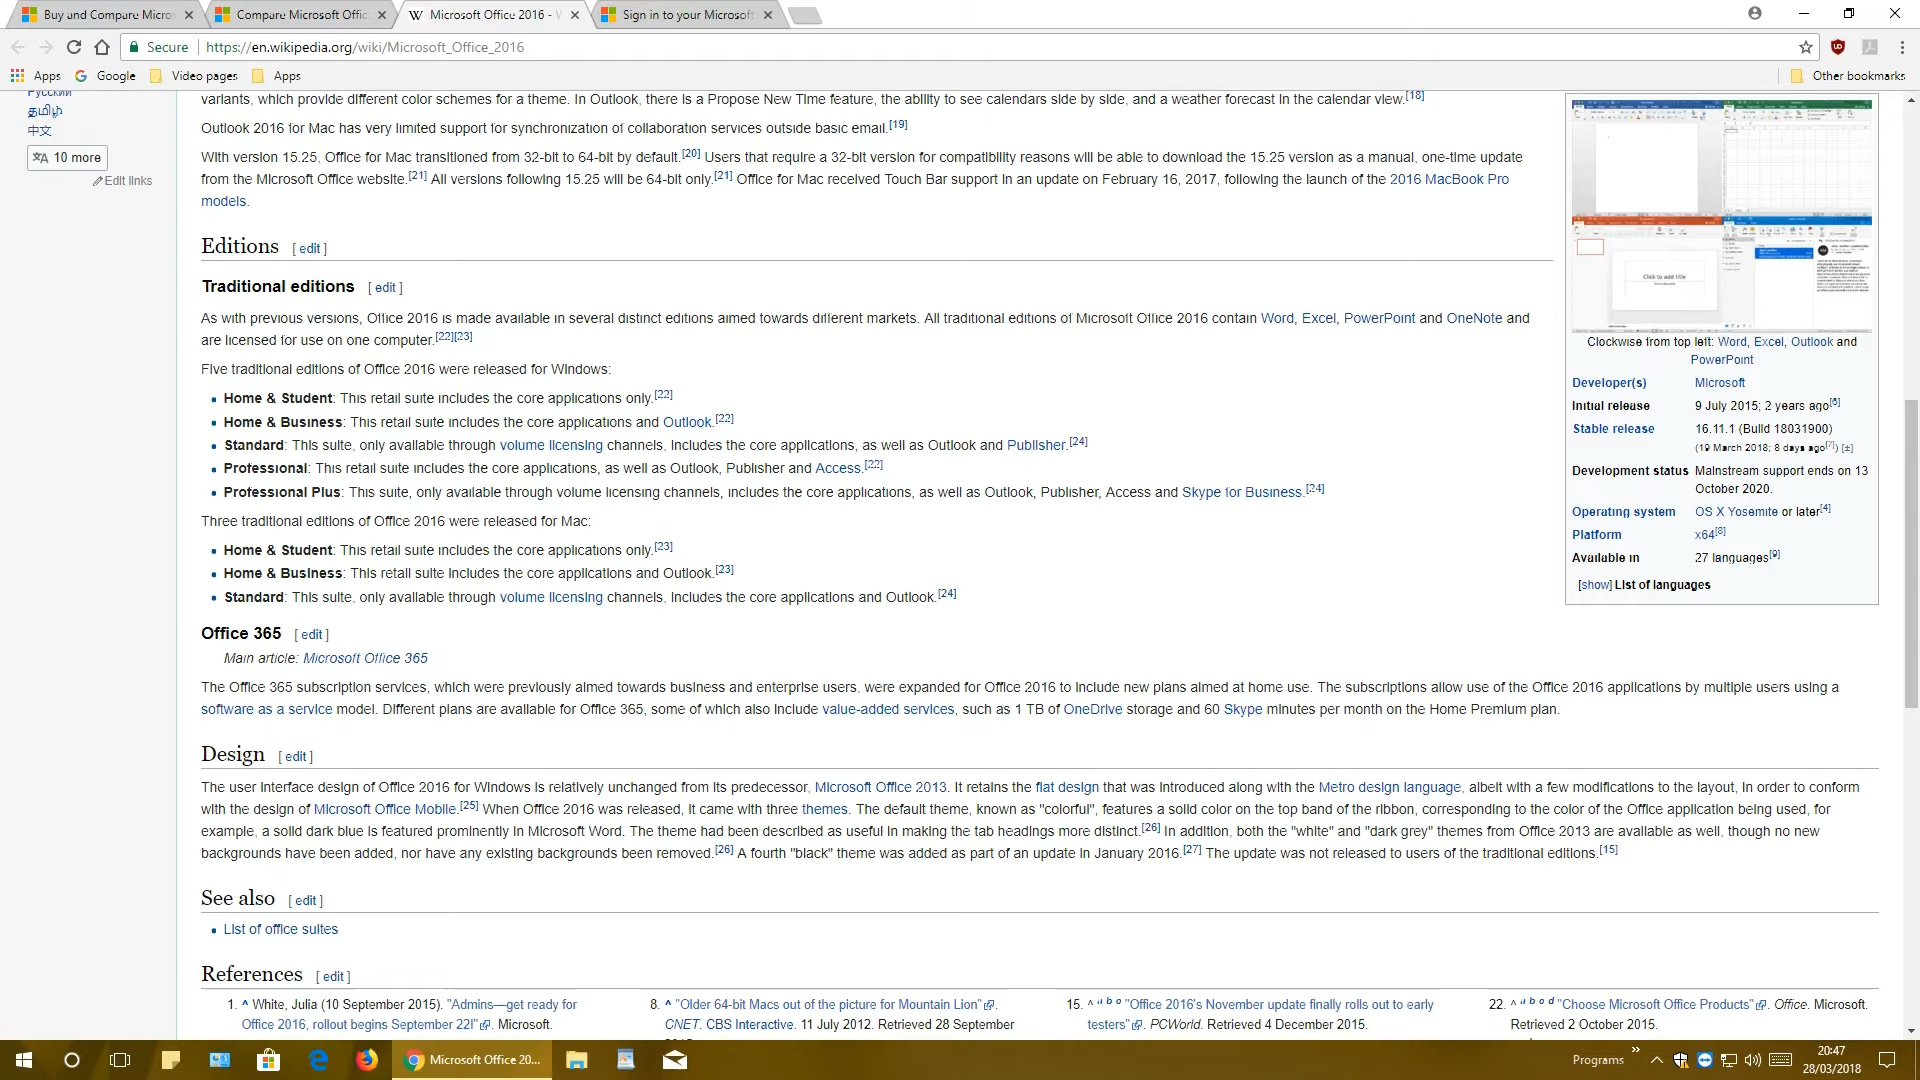 Buy and Compare Micros
Compare Microsoft Offic
Microsoft Office 2016 - W
Sign in to your Microsoft
Secure
https://en.wikipedia.org/wiki/Microsoft_Office_2016
Apps
Google
Video pages
Apps
Other bookmarks
Русский
தமிழ்
中文
10 more
Edit links
variants, which provide different color schemes for a theme. In Outlook, there is a Propose New Time feature, the ability to see calendars side by side, and a weather forecast in the calendar view.[18]
Outlook 2016 for Mac has very limited support for synchronization of collaboration services outside basic email.[19]
With version 15.25, Office for Mac transitioned from 32-bit to 64-bit by default.[20] Users that require a 32-bit version for compatibility reasons will be able to download the 15.25 version as a manual, one-time update
from the Microsoft Office website.[21] All versions following 15.25 will be 64-bit only.[21] Office for Mac received Touch Bar support in an update on February 16, 2017, following the launch of the 2016 MacBook Pro
models.
Editions [ edit ]
Traditional editions [ edit ]
As with previous versions, Office 2016 is made available in several distinct editions aimed towards different markets. All traditional editions of Microsoft Office 2016 contain Word, Excel, PowerPoint and OneNote and
are licensed for use on one computer.[22][23]
Five traditional editions of Office 2016 were released for Windows:
Home & Student: This retail suite includes the core applications only.[22]
Home & Business: This retail suite includes the core applications and Outlook.[22]
Standard: This suite, only available through volume licensing channels, includes the core applications, as well as Outlook and Publisher.[24]
Professional: This retail suite includes the core applications, as well as Outlook, Publisher and Access.[22]
Professional Plus: This suite, only available through volume licensing channels, includes the core applications, as well as Outlook, Publisher, Access and Skype for Business.[24]
Three traditional editions of Office 2016 were released for Mac:
Home & Student: This retail suite includes the core applications only.[23]
Home & Business: This retail suite includes the core applications and Outlook.[23]
Standard: This suite, only available through volume licensing channels, includes the core applications and Outlook.[24]
Office 365 [ edit ]
Main article: Microsoft Office 365
The Office 365 subscription services, which were previously aimed towards business and enterprise users, were expanded for Office 2016 to include new plans aimed at home use. The subscriptions allow use of the Office 2016 applications by multiple users using a
software as a service model. Different plans are available for Office 365, some of which also include value-added services, such as 1 TB of OneDrive storage and 60 Skype minutes per month on the Home Premium plan.
Design [ edit ]
The user interface design of Office 2016 for Windows is relatively unchanged from its predecessor, Microsoft Office 2013. It retains the flat design that was introduced along with the Metro design language, albeit with a few modifications to the layout, in order to conform
with the design of Microsoft Office Mobile.[25] When Office 2016 was released, it came with three themes. The default theme, known as "colorful", features a solid color on the top band of the ribbon, corresponding to the color of the Office application being used, for
example, a solid dark blue is featured prominently in Microsoft Word. The theme had been described as useful in making the tab headings more distinct.[26] In addition, both the "white" and "dark grey" themes from Office 2013 are available as well, though no new
backgrounds have been added, nor have any existing backgrounds been removed.[26] A fourth "black" theme was added as part of an update in January 2016.[27] The update was not released to users of the traditional editions.[15]
See also [ edit ]
List of office suites
References [ edit ]
1. ^ White, Julia (10 September 2015). "Admins—get ready for
Office 2016, rollout begins September 22!". Microsoft.
8. ^ "Older 64-bit Macs out of the picture for Mountain Lion".
CNET. CBS Interactive. 11 July 2012. Retrieved 28 September
15. ^ a b c "Office 2016's November update finally rolls out to early
testers". PCWorld. Retrieved 4 December 2015.
22. ^ a b c d "Choose Microsoft Office Products". Office. Microsoft.
Retrieved 2 October 2015.
Click to add title
Clockwise from top left: Word, Excel, Outlook and
PowerPoint
Developer(s) Microsoft
Initial release 9 July 2015; 2 years ago[6]
Stable release 16.11.1 (Build 18031900)
(19 March 2018; 8 days ago[7]) [±]
Development status Mainstream support ends on 13
October 2020.
Operating system OS X Yosemite or later[4]
Platform x64[8]
Available in 27 languages[9]
[show] List of languages
Microsoft Office 20...
Programs
20:47
28/03/2018